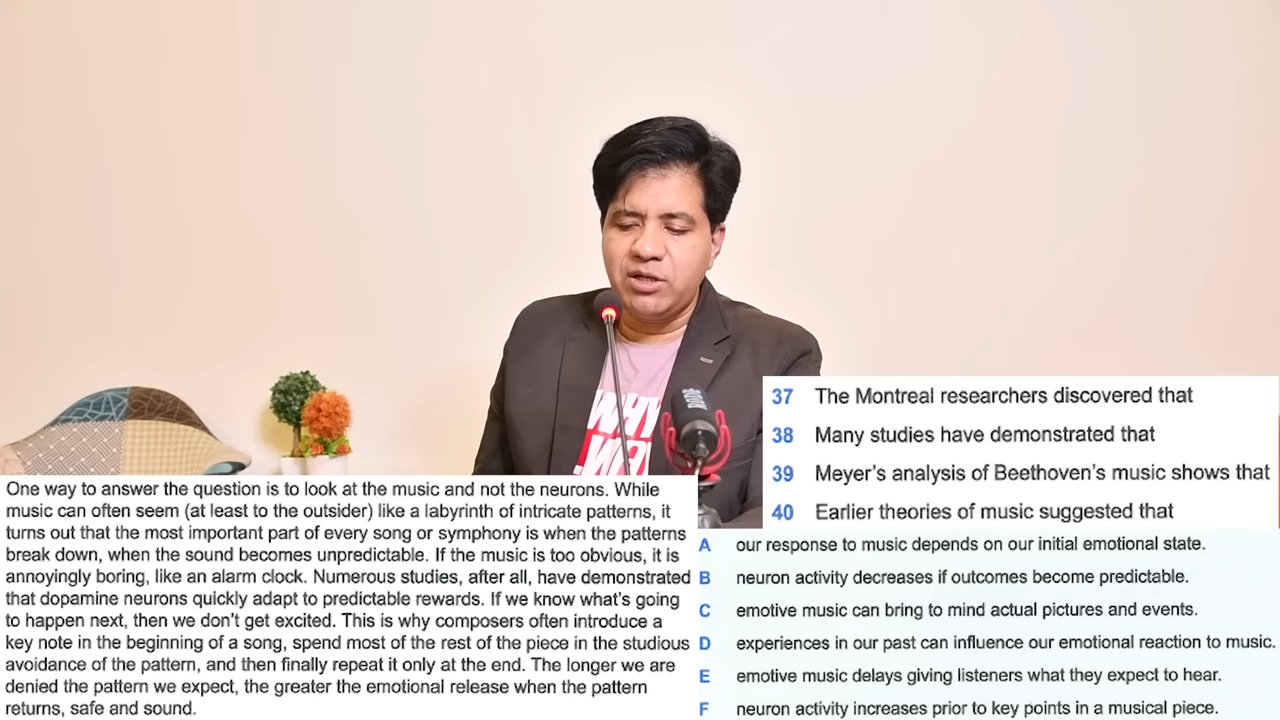 RODE
WHY
One way to answer the question is to look at the music and not the neurons. While
music can often seem (at least to the outsider) like a labyrinth of intricate patterns, it
turns out that the most important part of every song or symphony is when the patterns
break down, when the sound becomes unpredictable. If the music is too obvious, it is
annoyingly boring, like an alarm clock. Numerous studies, after all, have demonstrated
that dopamine neurons quickly adapt to predictable rewards. If we know what's going
to happen next, then we don't get excited. This is why composers often introduce a
key note in the beginning of a song, spend most of the rest of the piece in the studious
avoidance of the pattern, and then finally repeat it only at the end. The longer we are
denied the pattern we expect, the greater the emotional release when the pattern
returns, safe and sound.
37 The Montreal researchers discovered that
38 Many studies have demonstrated that
39 Meyer's analysis of Beethoven's music shows that
40 Earlier theories of music suggested that
A our response to music depends on our initial emotional state.
B neuron activity decreases if outcomes become predictable.
C emotive music can bring to mind actual pictures and events.
D experiences in our past can influence our emotional reaction to music.
E emotive music delays giving listeners what they expect to hear.
F neuron activity increases prior to key points in a musical piece.